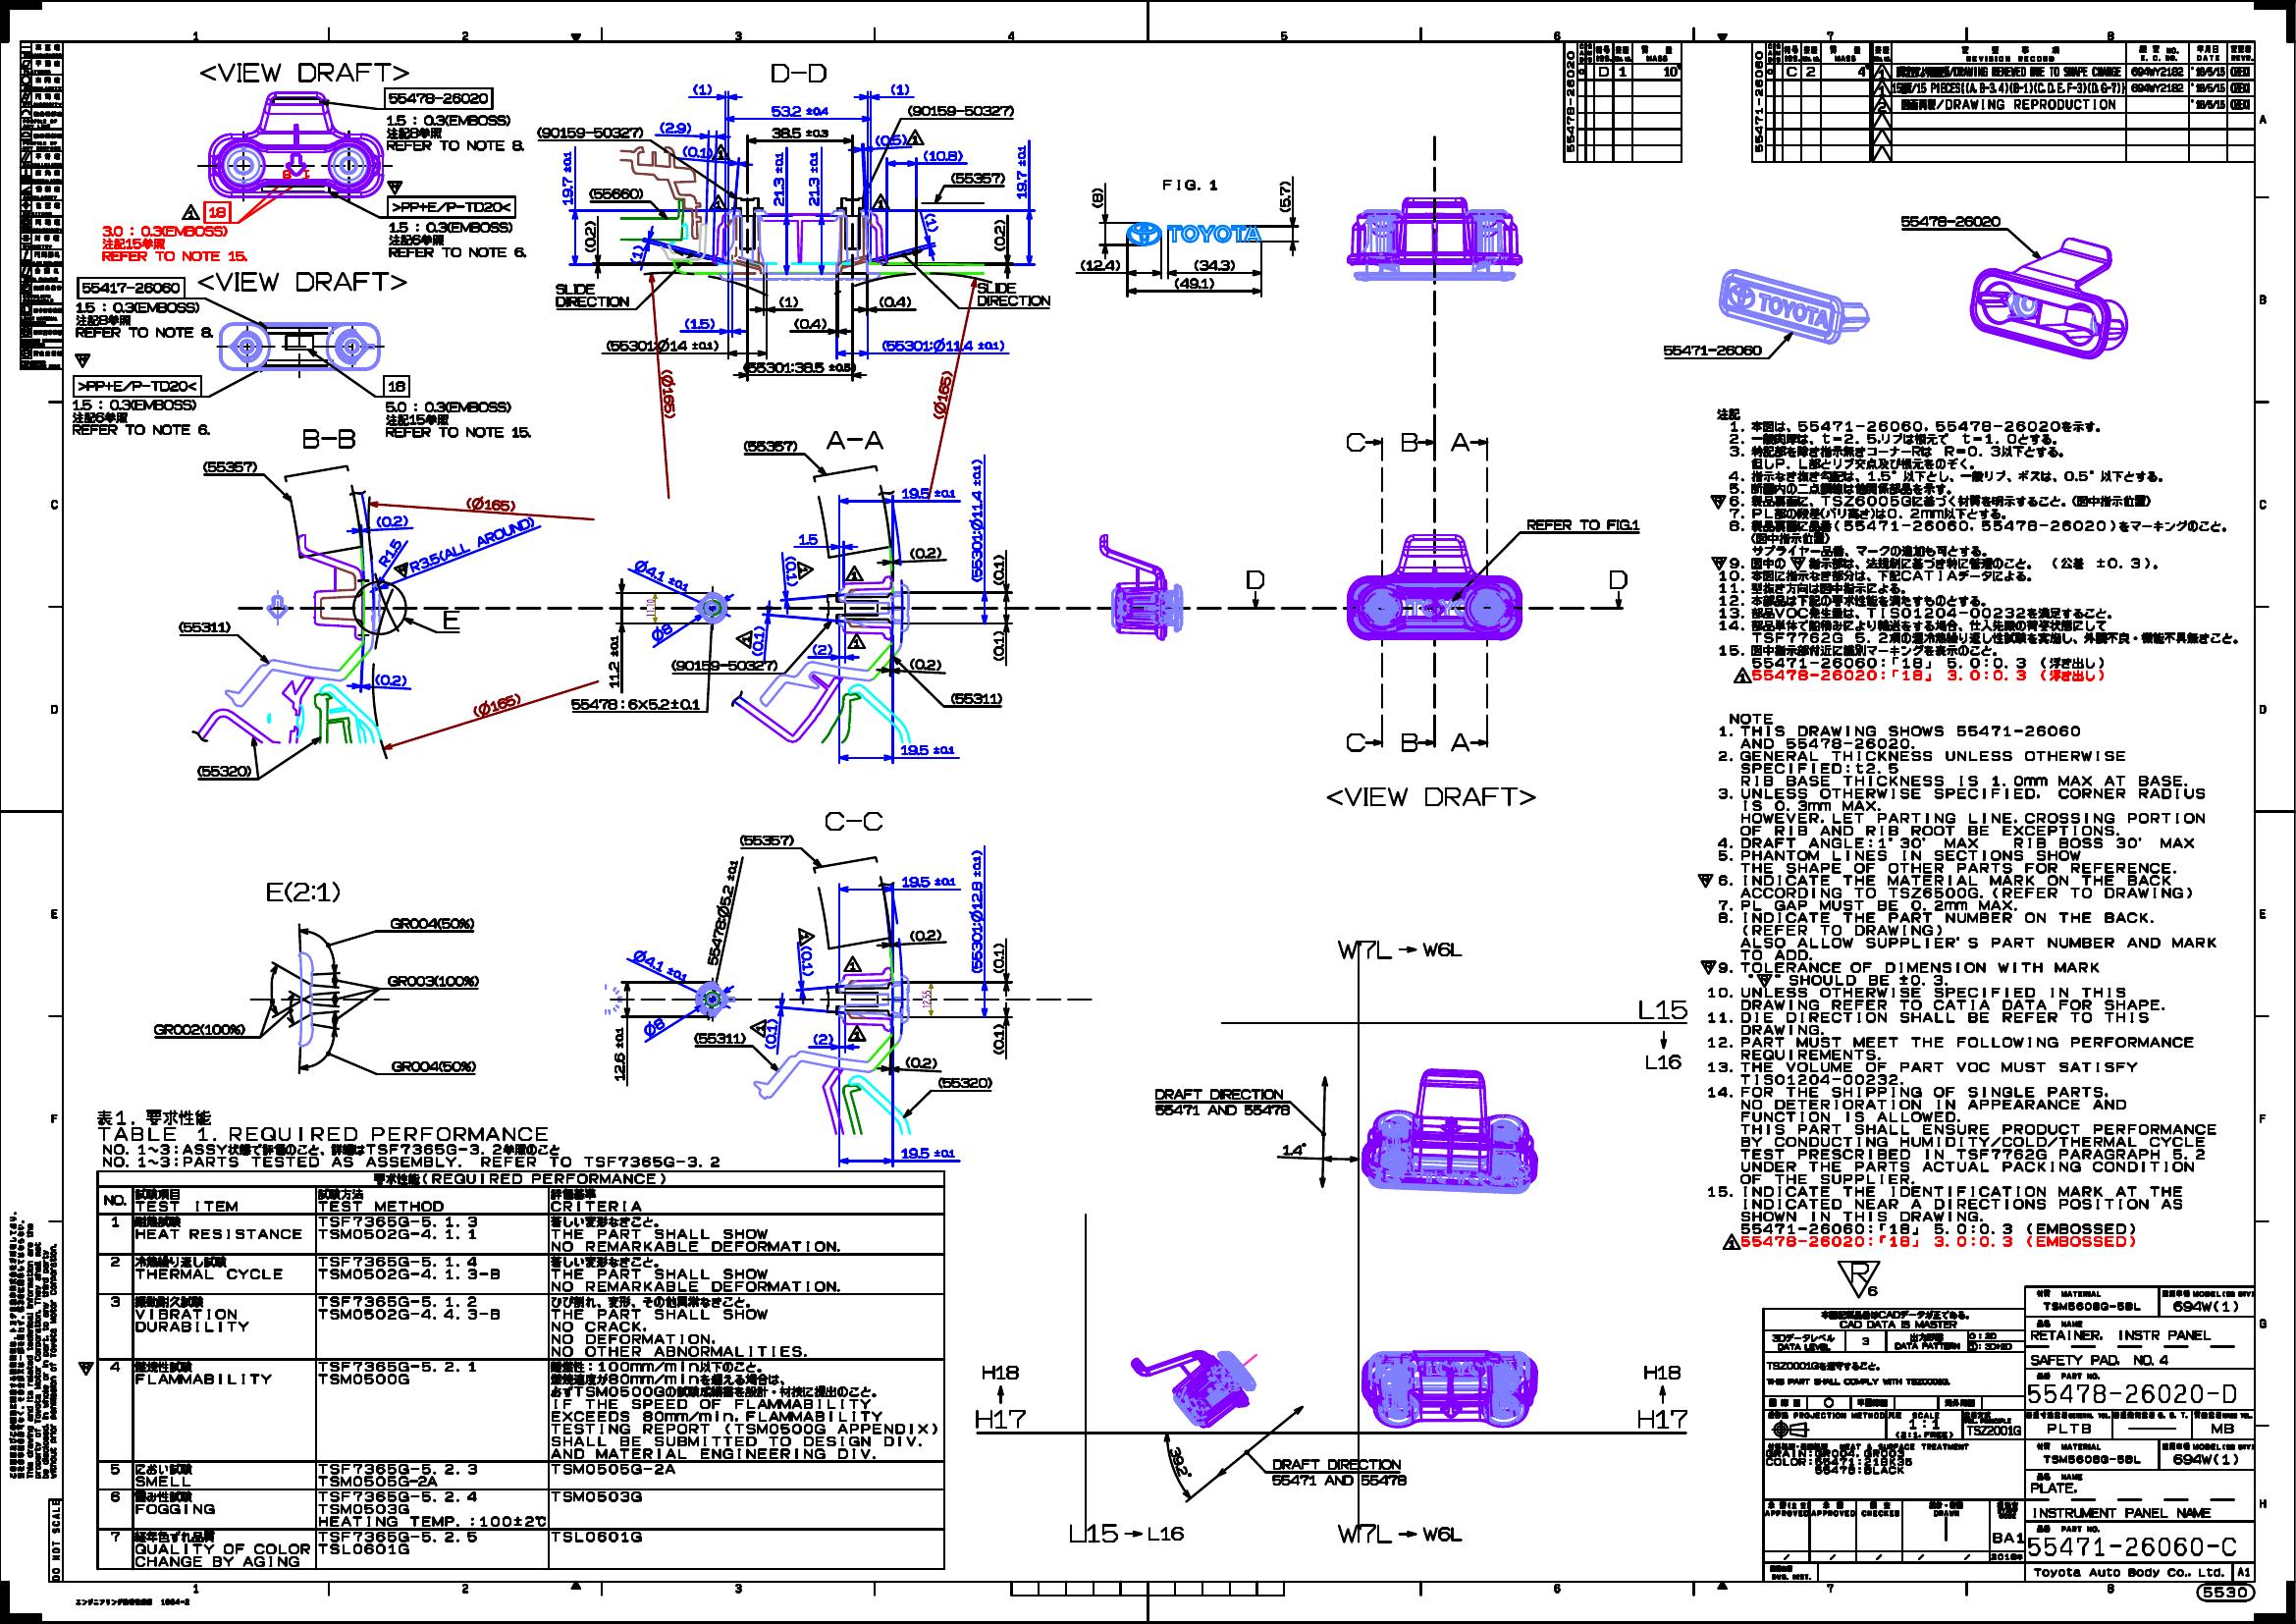 <VIEW DRAFT>
55478-26020
1.5 : 0.3(EMBOSS)
注記8参照
REFER TO NOTE 8.
18
3.0 : 0.3(EMBOSS)
注記15参照
REFER TO NOTE 15.
>PP+E/P-TD20<
1.5 : 0.3(EMBOSS)
注記6参照
REFER TO NOTE 6.
<VIEW DRAFT>
55417-26060
1.5 : 0.3(EMBOSS)
注記8参照
REFER TO NOTE 8.
>PP+E/P-TD20<
1.5 : 0.3(EMBOSS)
注記6参照
REFER TO NOTE 6.
18
5.0 : 0.3(EMBOSS)
注記15参照
REFER TO NOTE 15.
D-D
(1)
53.2 ±0.4
(1)
(90159-50327)
(2.9)
38.5 ±0.3
(90159-50327)
(0.1)
(0.5)
(10.8)
19.7 ±0.1
21.3 ±0.1
21.3 ±0.1
19.7 ±0.1
(55660)
(55357)
(0.2)
(1)
(1)
(0.2)
SLIDE
DIRECTION
SLIDE
DIRECTION
(1)
(0.4)
(1.5)
(0.4)
(55301:Ø14 ±0.1)
(55301:Ø11.4 ±0.1)
(55301:38.5 ±0.5)
(Ø165)
(Ø165)
FIG. 1
(8)
TOYOTA
(5.7)
(12.4)
(34.3)
(49.1)
55478-26020
TOYOTA
55471-26060
B-B
(55357)
(Ø165)
(0.2)
R1.5
R3.5(ALL AROUND)
E
(55311)
(0.2)
(Ø165)
(55320)
A-A
(55357)
19.5 ±0.1
(55301:Ø11.4 ±0.1)
1.5
(0.2)
(0.1)
(0.1)
Ø4.1 ±0.1
Ø8
(0.1)
(0.1)
(2)
(0.2)
11.2 ±0.1
(90159-50327)
55478:6X5.2±0.1
(55311)
19.5 ±0.1
C B A
REFER TO FIG.1
D D
C B A
<VIEW DRAFT>
C-C
(55357)
19.5 ±0.1
55478:Ø5.2 ±0.1
(55301:Ø12.8 ±0.1)
(0.2)
(0.1)
(0.1)
Ø4.1 ±0.1
Ø8
(0.1)
(0.1)
12.6 ±0.1
(55311)
(2)
(0.2)
(55320)
19.5 ±0.1
E(2:1)
GR004(50%)
GR003(100%)
GR002(100%)
GR004(50%)
W7L → W6L
L15
L16
DRAFT DIRECTION
55471 AND 55478
1.4°
H18
H17
H18
H17
39.2°
DRAFT DIRECTION
55471 AND 55478
L15 → L16
W7L → W6L
表1. 要求性能
TABLE 1. REQUIRED PERFORMANCE
NO. 1~3:ASSY状態で評価のこと、詳細はTSF7365G-3. 2参照のこと
NO. 1~3:PARTS TESTED AS ASSEMBLY. REFER TO TSF7365G-3. 2
要求性能(REQUIRED PERFORMANCE)
NO. 試験項目 試験方法 評価基準
TEST ITEM TEST METHOD CRITERIA
1 耐熱試験 TSF7365G-5. 1. 3 著しい変形なきこと。
HEAT RESISTANCE TSM0502G-4. 1. 1 THE PART SHALL SHOW
NO REMARKABLE DEFORMATION.
2 冷熱繰り返し試験 TSF7365G-5. 1. 4 著しい変形なきこと。
THERMAL CYCLE TSM0502G-4. 1. 3-B THE PART SHALL SHOW
NO REMARKABLE DEFORMATION.
3 振動耐久試験 TSF7365G-5. 1. 2 ひび割れ、変形、その他異常なきこと。
VIBRATION TSM0502G-4. 4. 3-B THE PART SHALL SHOW
DURABILITY NO CRACK.
NO DEFORMATION.
NO OTHER ABNORMALITIES.
4 燃焼性試験 TSF7365G-5. 2. 1 燃焼性:100mm/min以下のこと。
FLAMMABILITY TSM0500G 燃焼速度が80mm/minを超える場合は、
必ずTSM0500Gの試験成績書を設計・材技に提出のこと。
IF THE SPEED OF FLAMMABILITY
EXCEEDS 80mm/min. FLAMMABILITY
TESTING REPORT (TSM0500G APPENDIX)
SHALL BE SUBMITTED TO DESIGN DIV.
AND MATERIAL ENGINEERING DIV.
5 におい試験 TSF7365G-5. 2. 3 TSM0505G-2A
SMELL TSM0505G-2A
6 曇り性試験 TSF7365G-5. 2. 4 TSM0503G
FOGGING TSM0503G
HEATING TEMP. :100±2℃
7 TSF7365G-5. 2. 5 TSL0601G
QUALITY OF COLOR TSL0601G
CHANGE BY AGING
注記
1. 本図は、55471-26060. 55478-26020を示す。
2. 一般肉厚は、t=2. 5.リブは根元で t=1. 0とする。
3. 特記部を除き指示無きコーナーRは R=0. 3以下とする。
但しP. L部とリブ交点及び根元をのぞく。
4. 指示なき抜き勾配は、1.5°以下とし、一般リブ、ボスは、0.5°以下とする。
5. 断面内の二点鎖線は他関係部品を示す。
6. 製品裏面に、TSZ6005Gに基づく材質を明示すること。(図中指示位置)
7. PL部の段差(バリ高さ)は0. 2mm以下とする。
8. 製品裏面に品番(55471-26060. 55478-26020)をマーキングのこと。
(図中指示位置)
サプライヤー品番、マークの追加も可とする。
9. 図中の 指示部は、法規制に基づき特に管理のこと。 (公差 ±0. 3)。
10. 本図に指示なき部分は、下記CATIAデータによる。
11. 型抜き方向は図中指示による。
12. 本部品は下記の要求性能を満たすものとする。
13. 部品VOC発生量は、TIS01204-00232を満足すること。
14. 部品単体で船積みにより輸送をする場合、仕入先殿の荷姿状態にして
TSF7762G 5. 2項の湿冷熱繰り返し性試験を実施し、外観不良・機能不具無きこと。
15. 図中指示部付近に識別マーキングを表示のこと。
55471-26060:「18」 5. 0:0. 3 (浮き出し)
55478-26020:「18」 3. 0:0. 3 (浮き出し)
NOTE
1. THIS DRAWING SHOWS 55471-26060
AND 55478-26020.
2. GENERAL THICKNESS UNLESS OTHERWISE
SPECIFIED:t2. 5
RIB BASE THICKNESS IS 1. 0mm MAX AT BASE.
3. UNLESS OTHERWISE SPECIFIED. CORNER RADIUS
IS 0. 3mm MAX.
HOWEVER. LET PARTING LINE. CROSSING PORTION
OF RIB AND RIB ROOT BE EXCEPTIONS.
4. DRAFT ANGLE:1°30' MAX RIB BOSS 30' MAX
5. PHANTOM LINES IN SECTIONS SHOW
THE SHAPE OF OTHER PARTS FOR REFERENCE.
6. INDICATE THE MATERIAL MARK ON THE BACK
ACCORDING TO TSZ6500G. (REFER TO DRAWING)
7. PL GAP MUST BE 0. 2mm MAX.
8. INDICATE THE PART NUMBER ON THE BACK.
(REFER TO DRAWING)
ALSO ALLOW SUPPLIER'S PART NUMBER AND MARK
TO ADD.
9. TOLERANCE OF DIMENSION WITH MARK
" " SHOULD BE ±0. 3.
10. UNLESS OTHERWISE SPECIFIED IN THIS
DRAWING REFER TO CATIA DATA FOR SHAPE.
11. DIE DIRECTION SHALL BE REFER TO THIS
DRAWING.
12. PART MUST MEET THE FOLLOWING PERFORMANCE
REQUIREMENTS.
13. THE VOLUME OF PART VOC MUST SATISFY
TIS01204-00232.
14. FOR THE SHIPPING OF SINGLE PARTS.
NO DETERIORATION IN APPEARANCE AND
FUNCTION IS ALLOWED.
THIS PART SHALL ENSURE PRODUCT PERFORMANCE
BY CONDUCTING HUMIDITY/COLD/THERMAL CYCLE
TEST PRESCRIBED IN TSF7762G PARAGRAPH 5. 2
UNDER THE PARTS ACTUAL PACKING CONDITION
OF THE SUPPLIER.
15. INDICATE THE IDENTIFICATION MARK AT THE
INDICATED NEAR A DIRECTIONS POSITION AS
SHOWN IN THIS DRAWING.
55471-26060:「18」 5. 0:0. 3 (EMBOSSED)
55478-26020:「18」 3. 0:0. 3 (EMBOSSED)
R
6
55478-26020
D 1 10
55471-26060
C 2 4
REVISION RECORD
DRAWING RENEWED DUE TO SHAPE CHANGE 694WY2182 '18/5/15
15箇所/15 PIECES((A, B-3, 4)(B-1)(C, D, E, F-3)(D, G-7)) 694WY2182 '18/5/15
図面再製/DRAWING REPRODUCTION '18/5/15
CAD DATA IS MASTER
3Dデータレベル
DATA LEVEL
3
DATA PATTERN
TSZ0001Gを遵守すること。
THIS PART SHALL COMPLY WITH TSZ0001G.
PROJECTION METHOD
SCALE
1:1
(2:1. FREE)
TSZ2001G
HEAT & SURFACE TREATMENT
GRAIN:GR004. GR003
55478:BLACK
APPROVED APPROVED CHECKED DRAWN
BA1
材質 MATERIAL
TSM5608G-5BL
694W(1)
品名 NAME
RETAINER. INSTR PANEL
SAFETY PAD. NO. 4
品番 PART NO.
55478-26020-D
PLTB MB
材質 MATERIAL
TSM5608G-5BL
694W(1)
品名 NAME
PLATE.
INSTRUMENT PANEL NAME
品番 PART NO.
55471-26060-C
Toyota Auto Body Co., Ltd. A1
5530
DO NOT SCALE